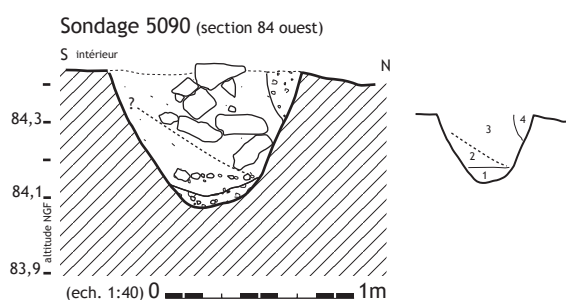 Sondage 5090 (section 84 ouest)
S intérieur
N
?
84,3
84,1
83,9
altitude NGF
(ech. 1:40) 0 1m
3
4
2
1